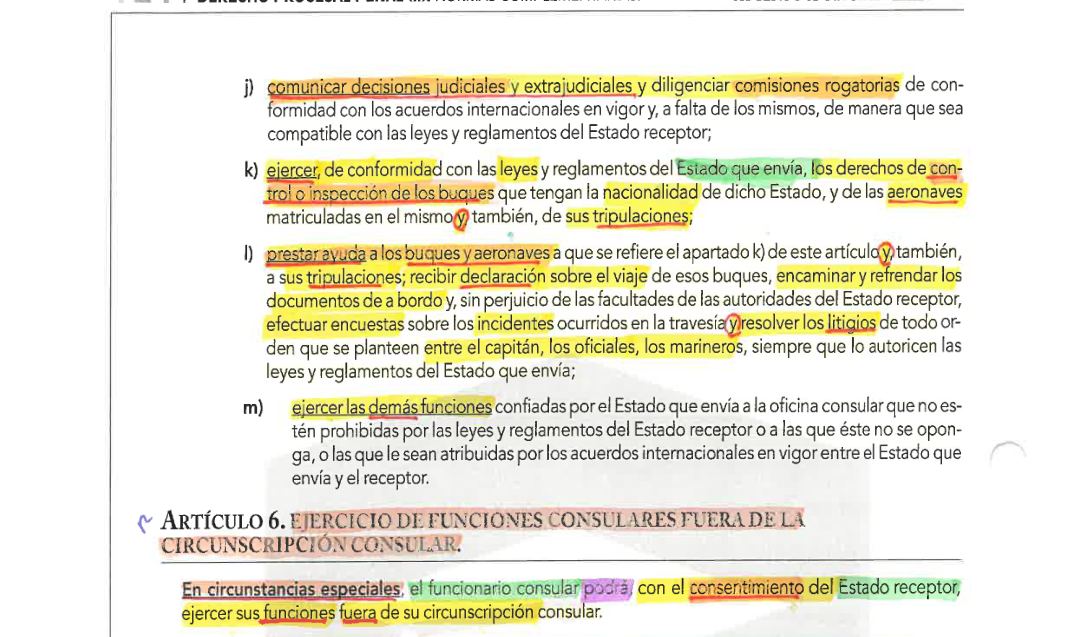 j) comunicar decisiones judiciales y extrajudiciales y diligenciar comisiones rogatorias de con-
formidad con los acuerdos internacionales en vigor y, a falta de los mismos, de manera que sea
compatible con las leyes y reglamentos del Estado receptor;
k) ejercer, de conformidad con las leyes y reglamentos del Estado que envía, los derechos de con-
trol o inspección de los buques que tengan la nacionalidad de dicho Estado, y de las aeronaves
matriculadas en el mismo y, también, de sus tripulaciones;
l) prestar ayuda a los buques y aeronaves a que se refiere el apartado k) de este artículo y, también,
a sus tripulaciones; recibir declaración sobre el viaje de esos buques, encaminar y refrendar los
documentos de a bordo y, sin perjuicio de las facultades de las autoridades del Estado receptor,
efectuar encuestas sobre los incidentes ocurridos en la travesía y resolver los litigios de todo or-
den que se planteen entre el capitán, los oficiales, los marineros, siempre que lo autoricen las
leyes y reglamentos del Estado que envía;
m) ejercer las demás funciones confiadas por el Estado que envía a la oficina consular que no es-
tén prohibidas por las leyes y reglamentos del Estado receptor o a las que éste no se opon-
ga, o las que le sean atribuidas por los acuerdos internacionales en vigor entre el Estado que
envía y el receptor.
ARTÍCULO 6. EJERCICIO DE FUNCIONES CONSULARES FUERA DE LA
CIRCUNSCRIPCIÓN CONSULAR.
En circunstancias especiales, el funcionario consular podrá, con el consentimiento del Estado receptor,
ejercer sus funciones fuera de su circunscripción consular.